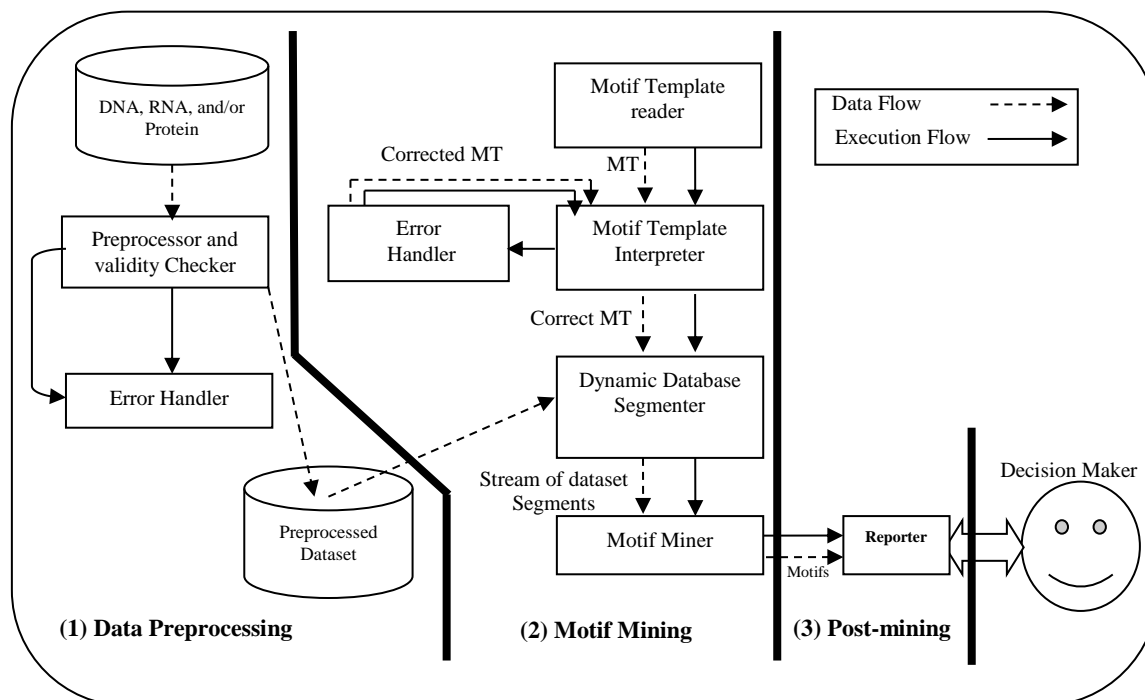 DNA, RNA, and/or
Protein
Preprocessor and
validity Checker
Error Handler
Preprocessed
Dataset
(1) Data Preprocessing
Motif Template
reader
MT
Corrected MT
Error
Handler
Motif Template
Interpreter
Correct MT
Dynamic Database
Segmenter
Stream of dataset
Segments
Motif Miner
Motifs
(2) Motif Mining
Data Flow
Execution Flow
Reporter
Decision Maker
(3) Post-mining